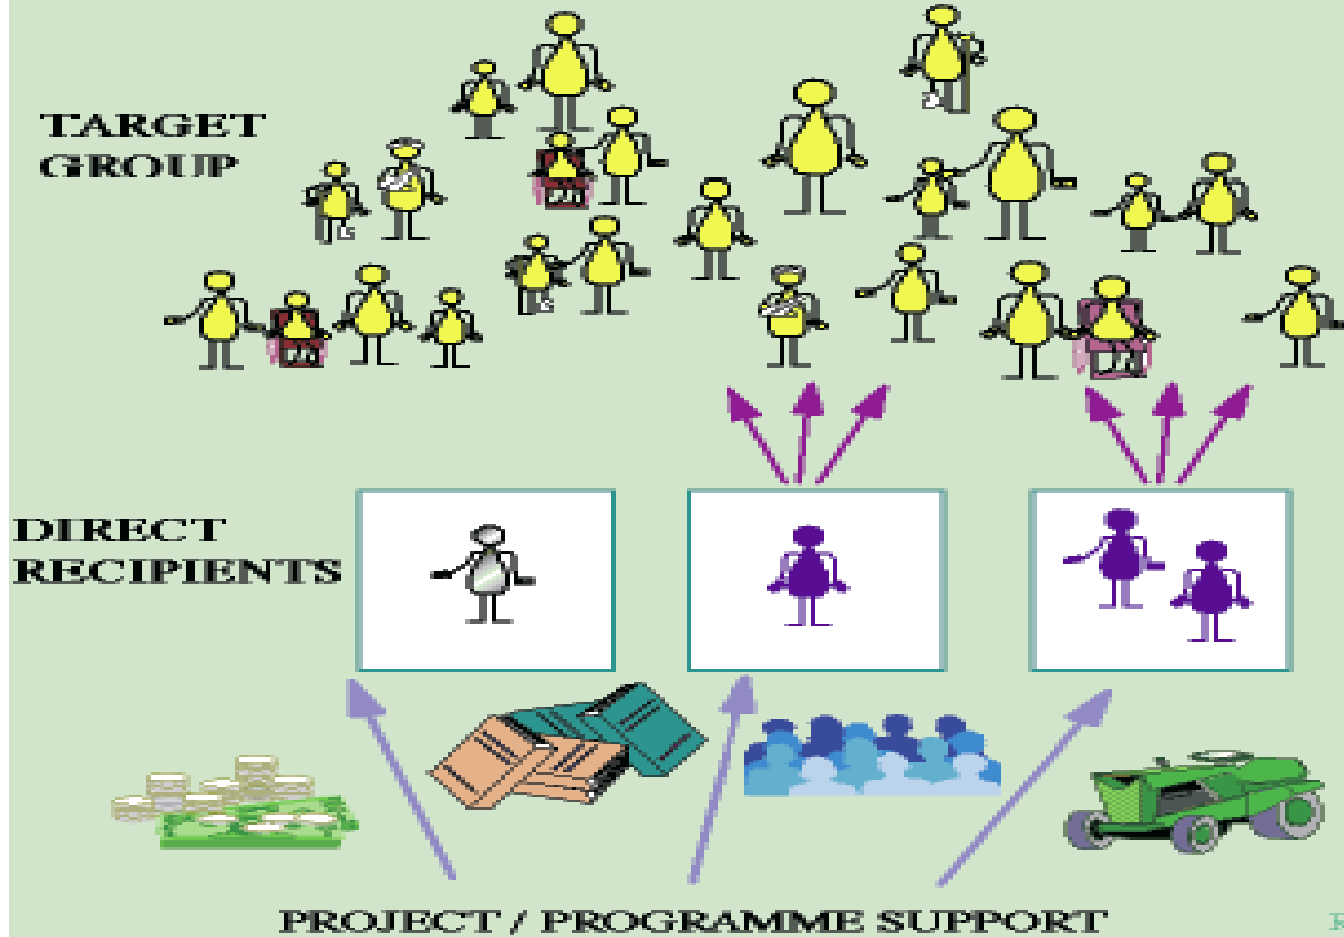 TARGET
GROUP
DIRECT
RECIPIENTS
PROJECT / PROGRAMME SUPPORT